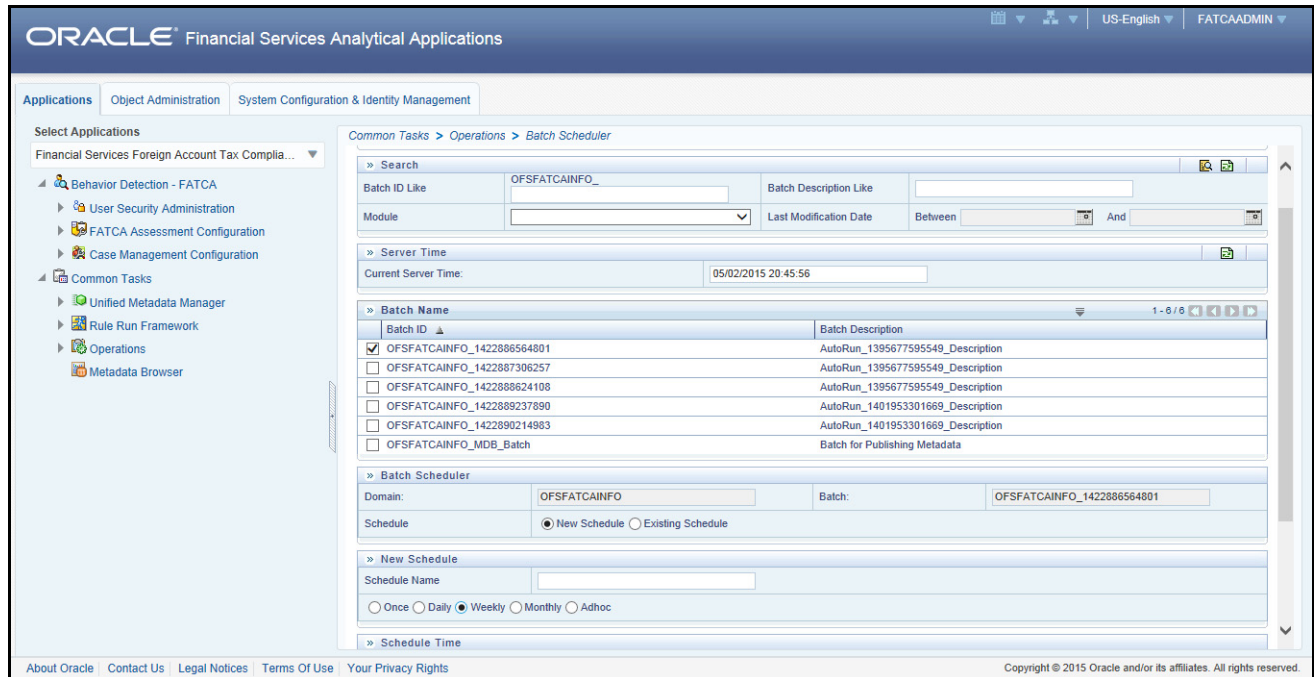 US-English
FATCAADMIN
ORACLE Financial Services Analytical Applications
Applications
Object Administration
System Configuration & Identity Management
Select Applications
Financial Services Foreign Account Tax Complia...
Behavior Detection - FATCA
User Security Administration
FATCA Assessment Configuration
Case Management Configuration
Common Tasks
Unified Metadata Manager
Rule Run Framework
Operations
Metadata Browser
Common Tasks > Operations > Batch Scheduler
» Search
Batch ID Like OFSFATCAINFO_ Batch Description Like
Module Last Modification Date Between And
» Server Time
Current Server Time: 05/02/2015 20:45:56
» Batch Name 1 - 6 / 6
Batch ID Batch Description
OFSFATCAINFO_1422886564801 AutoRun_1395677595549_Description
OFSFATCAINFO_1422887306257 AutoRun_1395677595549_Description
OFSFATCAINFO_1422888624108 AutoRun_1395677595549_Description
OFSFATCAINFO_1422889237890 AutoRun_1401953301669_Description
OFSFATCAINFO_1422890214983 AutoRun_1401953301669_Description
OFSFATCAINFO_MDB_Batch Batch for Publishing Metadata
» Batch Scheduler
Domain: OFSFATCAINFO Batch: OFSFATCAINFO_1422886564801
Schedule New Schedule Existing Schedule
» New Schedule
Schedule Name
Once Daily Weekly Monthly Adhoc
» Schedule Time
About Oracle Contact Us Legal Notices Terms Of Use Your Privacy Rights
Copyright © 2015 Oracle and/or its affiliates. All rights reserved.